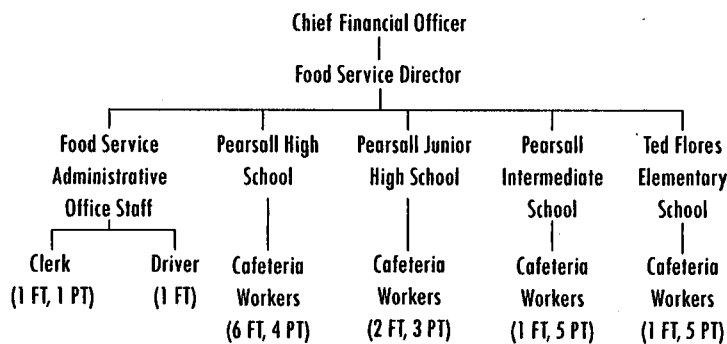 Chief Financial Officer
Food Service Director
Food Service
Administrative
Office Staff
Pearsall High
School
Pearsall Junior
High School
Pearsall
Intermediate
School
Ted Flores
Elementary
School
Clerk
(1 FT, 1 PT)
Driver
(1 FT)
Cafeteria
Workers
(6 FT, 4 PT)
Cafeteria
Workers
(2 FT, 3 PT)
Cafeteria
Workers
(1 FT, 5 PT)
Cafeteria
Workers
(1 FT, 5 PT)